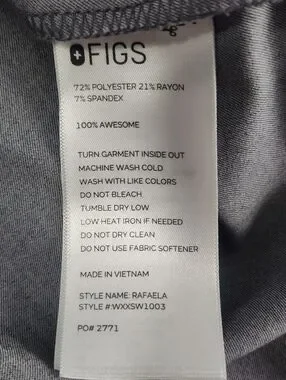 FIGS
72% POLYESTER 21% RAYON
7% SPANDEX
100% AWESOME
TURN GARMENT INSIDE OUT
MACHINE WASH COLD
WASH WITH LIKE COLORS
DO NOT BLEACH
TUMBLE DRY LOW
LOW HEAT IRON IF NEEDED
DO NOT DRY CLEAN
DO NOT USE FABRIC SOFTENER
MADE IN VIETNAM
STYLE NAME: RAFAELA
STYLE #:WXXSW1003
PO# 2771